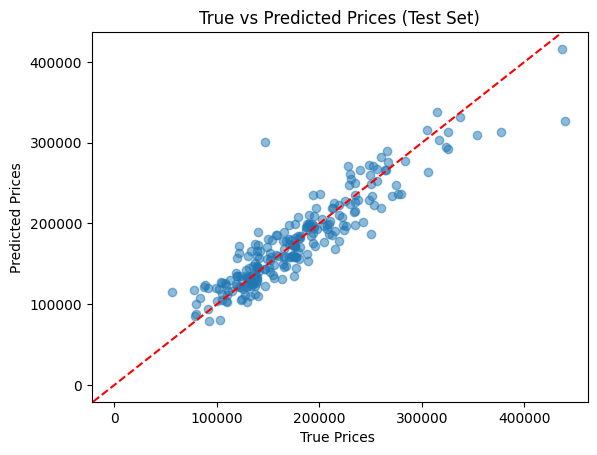 True vs Predicted Prices (Test Set)
400000
300000
200000
100000
0
Predicted Prices
0 100000 200000 300000 400000
True Prices